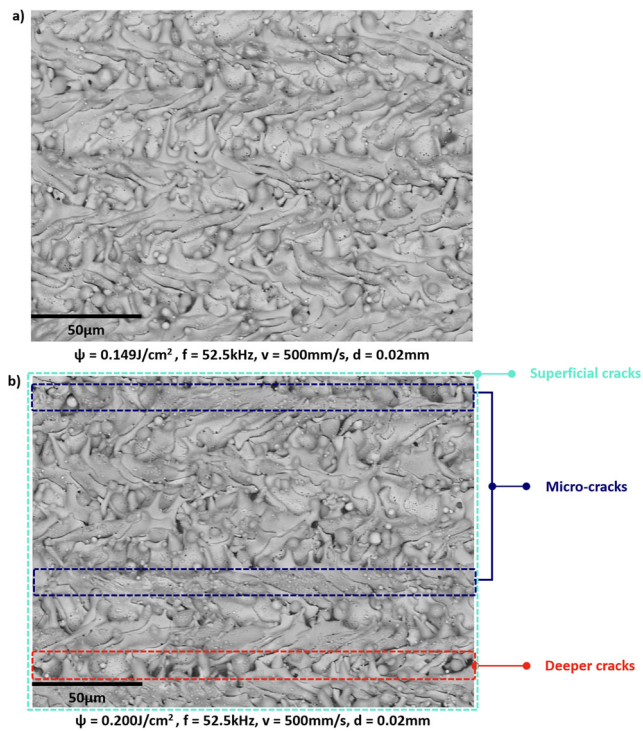 a)
50μm
ψ = 0.149J/cm² , f = 52.5kHz, v = 500mm/s, d = 0.02mm
b)
Superficial cracks
Micro-cracks
Deeper cracks
50μm
ψ = 0.200J/cm² , f = 52.5kHz, v = 500mm/s, d = 0.02mm